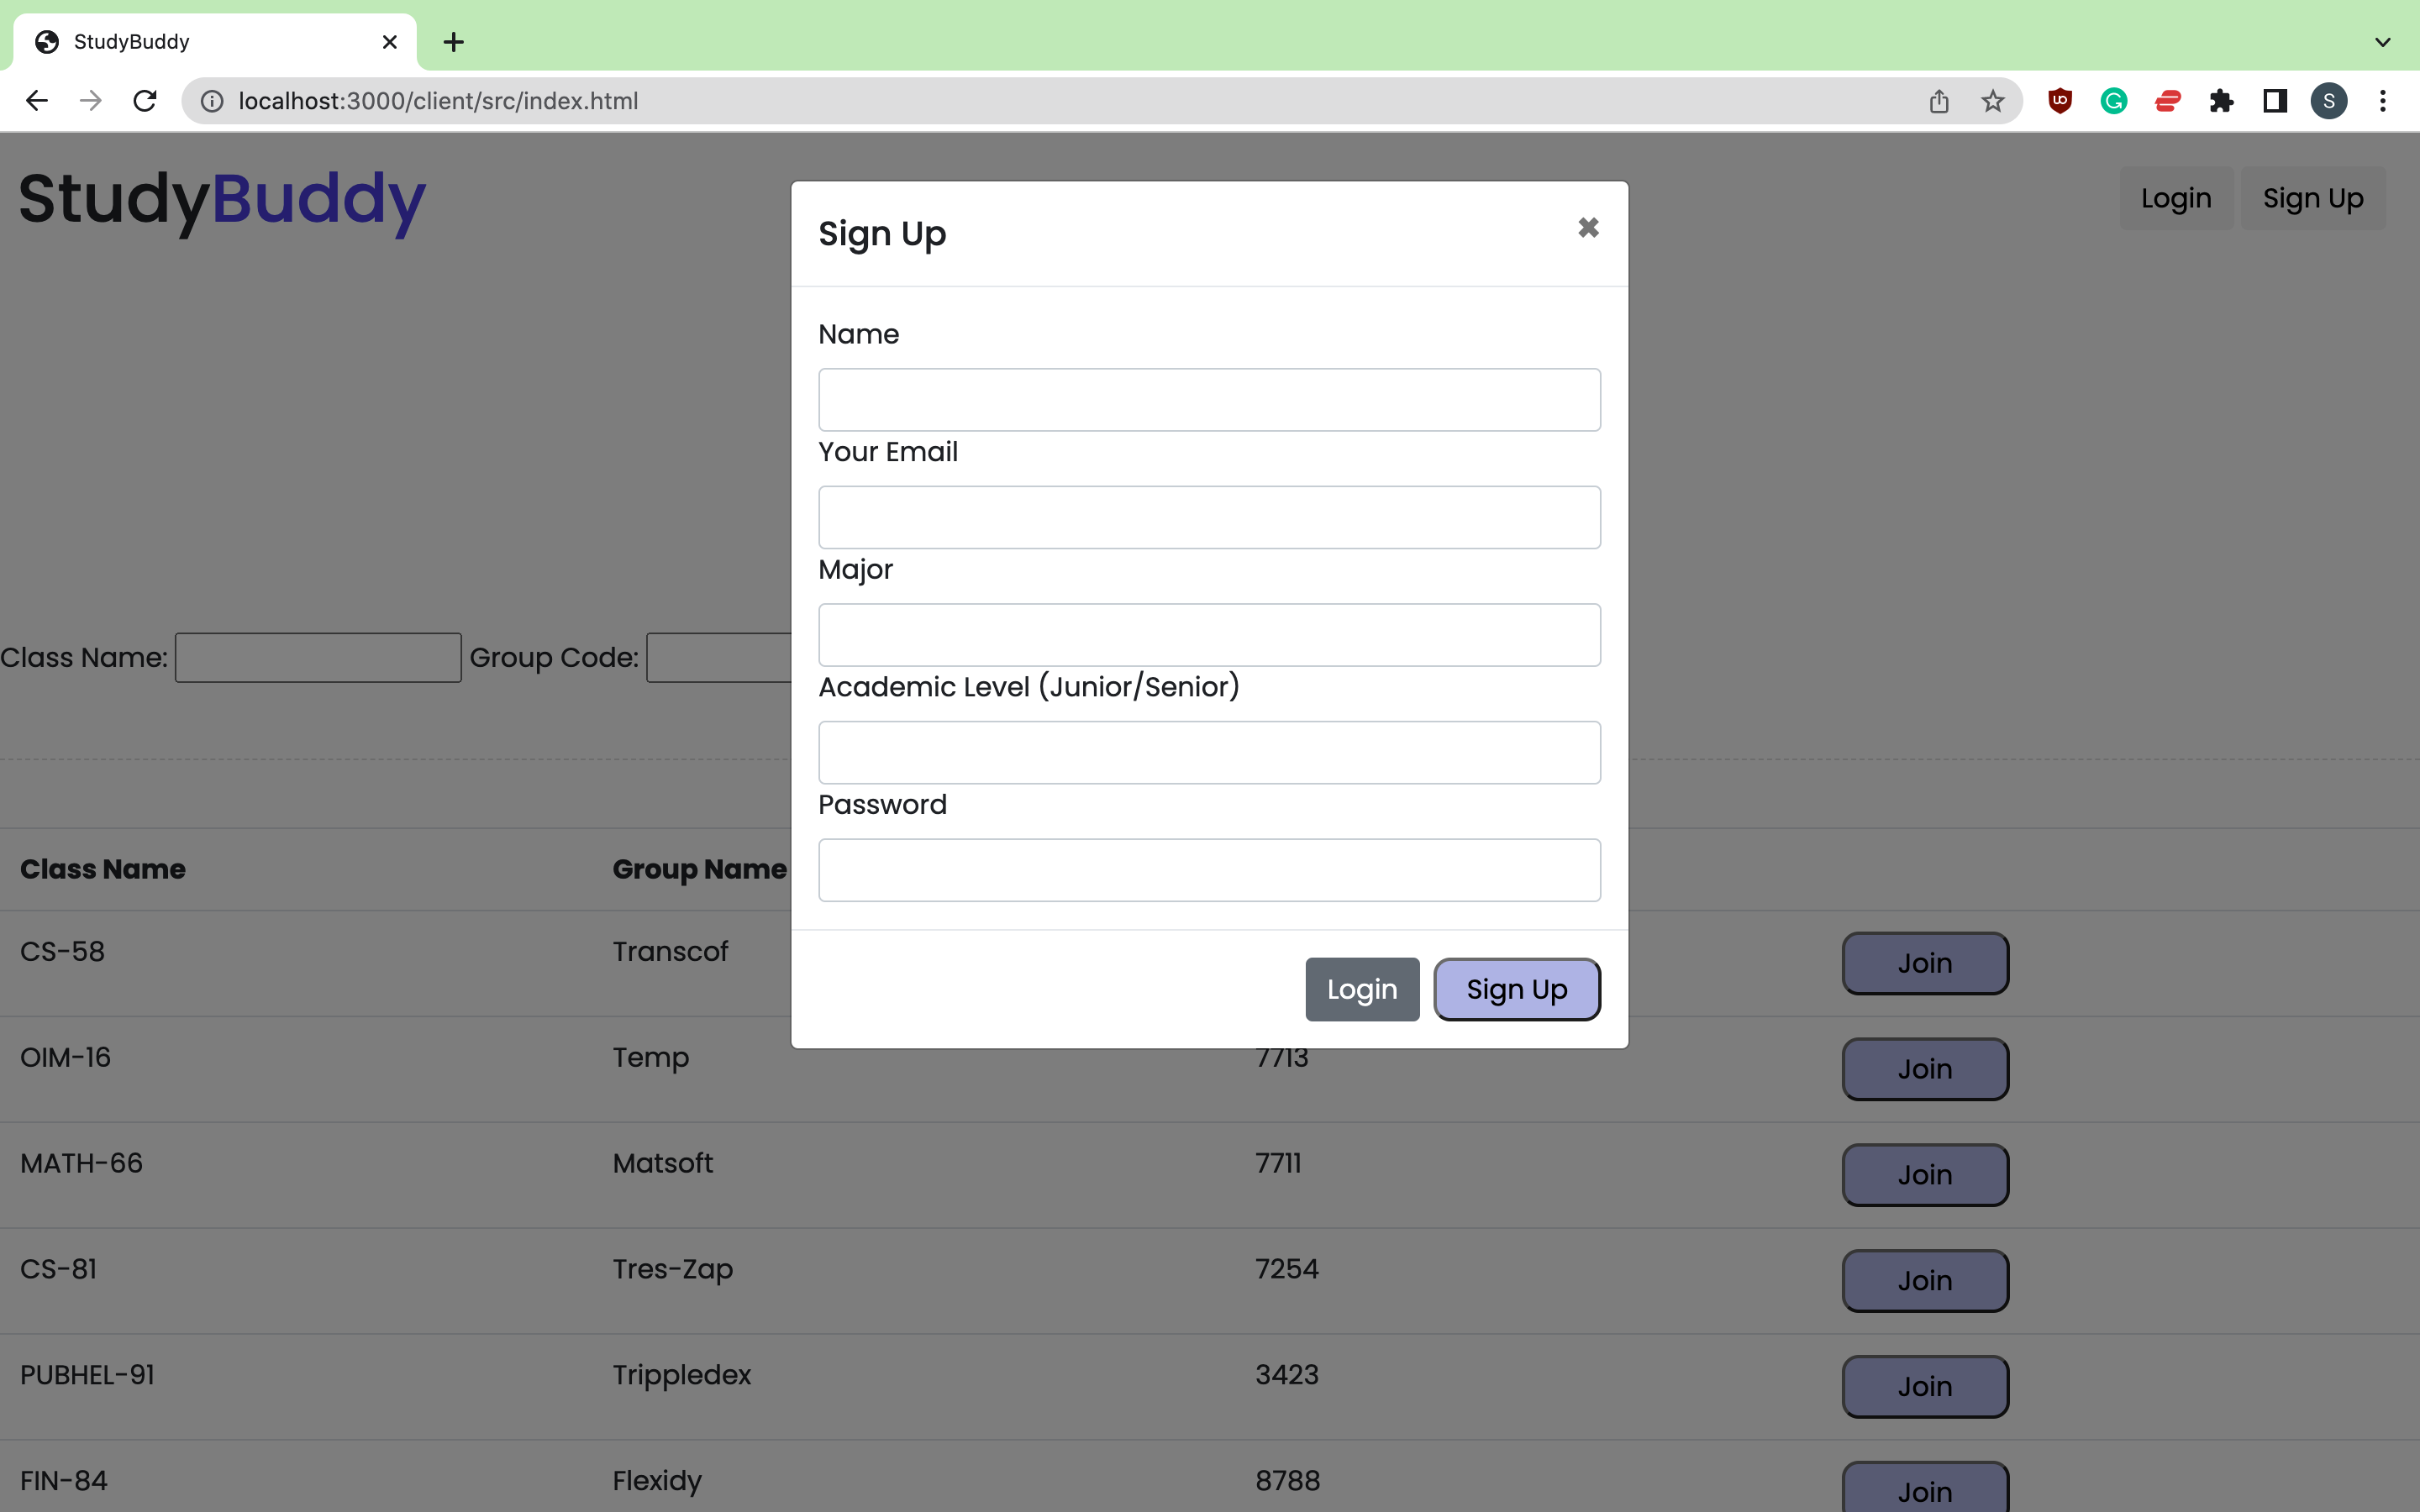 StudyBuddy
localhost:3000/client/src/index.html
S
StudyBuddy
Login Sign Up
Sign Up
Name
Your Email
Class Name: Group Code:
Major
Academic Level (Junior/Senior)
Password
Class Name Group Name
CS-58 Transcof Join
Login Sign Up
OIM-16 Temp 7713 Join
MATH-66 Matsoft 7711 Join
CS-81 Tres-Zap 7254 Join
PUBHEL-91 Trippledex 3423 Join
FIN-84 Flexidy 8788 Join